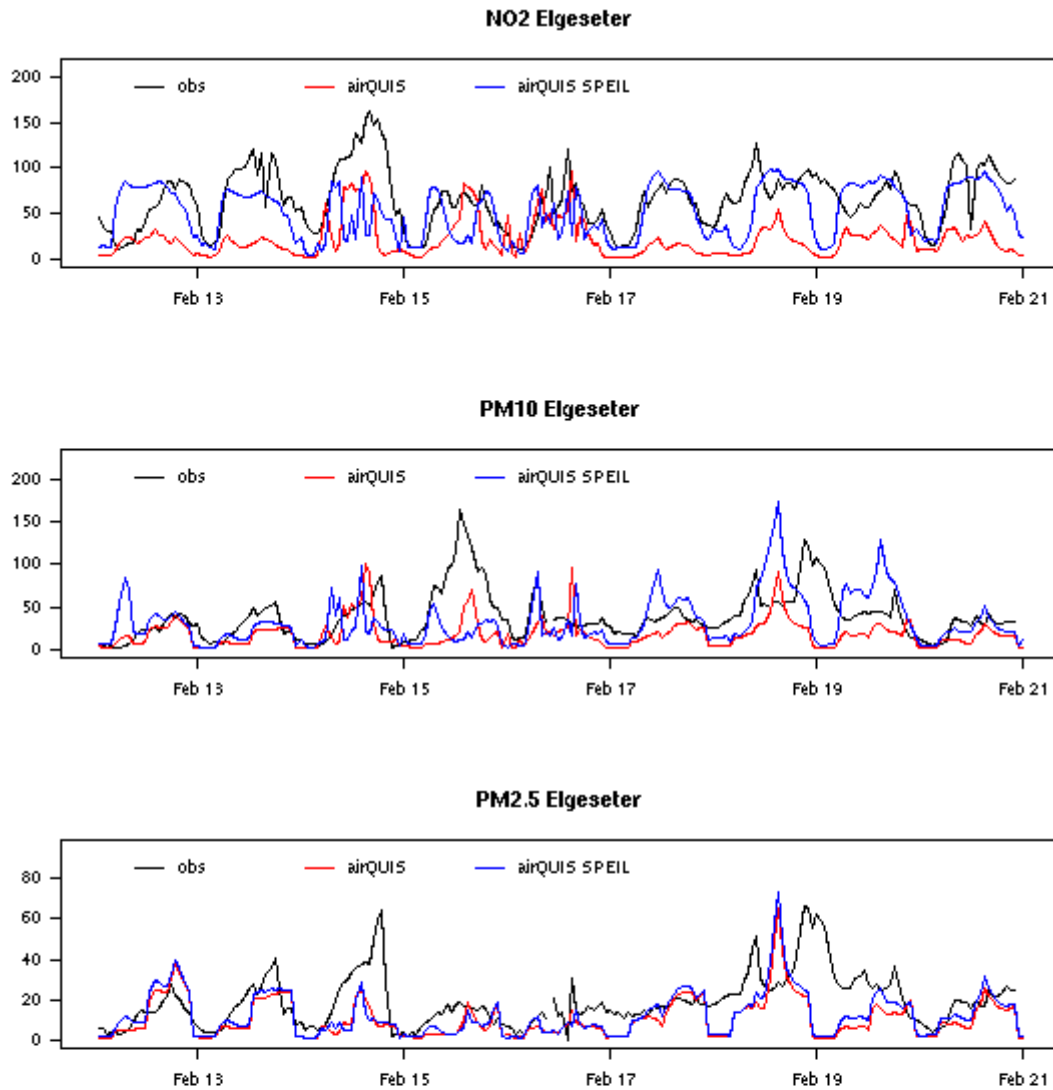 NO2 Elgeseter
200
obs airQUIS airQUIS SPEIL
150
100
50
0
Feb 13 Feb 15 Feb 17 Feb 19 Feb 21
PM10 Elgeseter
200
obs airQUIS airQUIS SPEIL
150
100
50
0
Feb 13 Feb 15 Feb 17 Feb 19 Feb 21
PM2.5 Elgeseter
80
obs airQUIS airQUIS SPEIL
60
40
20
0
Feb 13 Feb 15 Feb 17 Feb 19 Feb 21